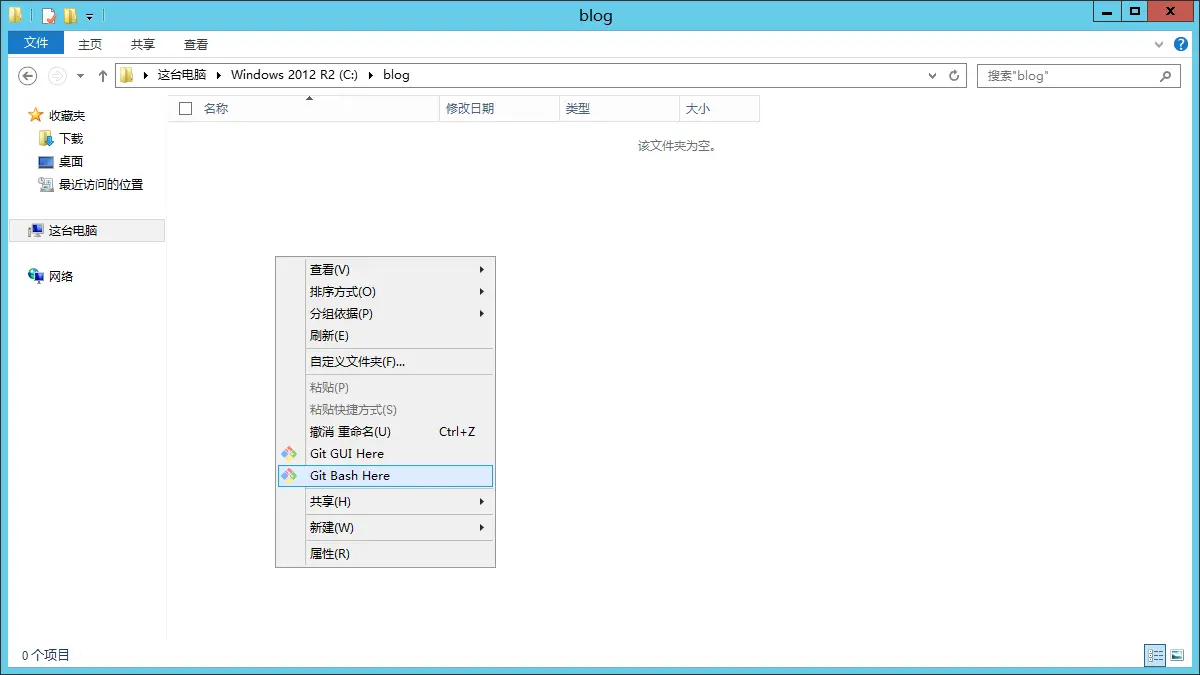 blog
文件 主页 共享 查看
这台电脑 Windows 2012 R2 (C:) blog
搜索"blog"
收藏夹
下载
桌面
最近访问的位置
这台电脑
网络
名称 修改日期 类型 大小
该文件夹为空。
查看(V)
排序方式(O)
分组依据(P)
刷新(E)
自定义文件夹(F)...
粘贴(P)
粘贴快捷方式(S)
撤消 重命名(U) Ctrl+Z
Git GUI Here
Git Bash Here
共享(H)
新建(W)
属性(R)
0 个项目